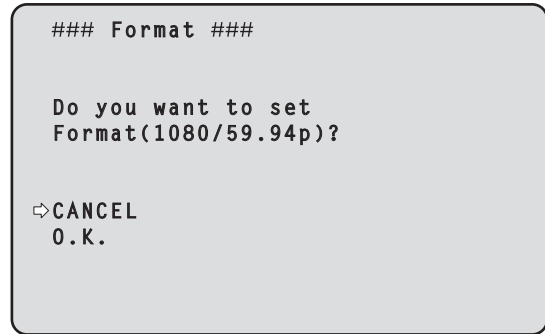 ### Format ###
Do you want to set
Format(1080/59.94p)?
⇨CANCEL
O.K.